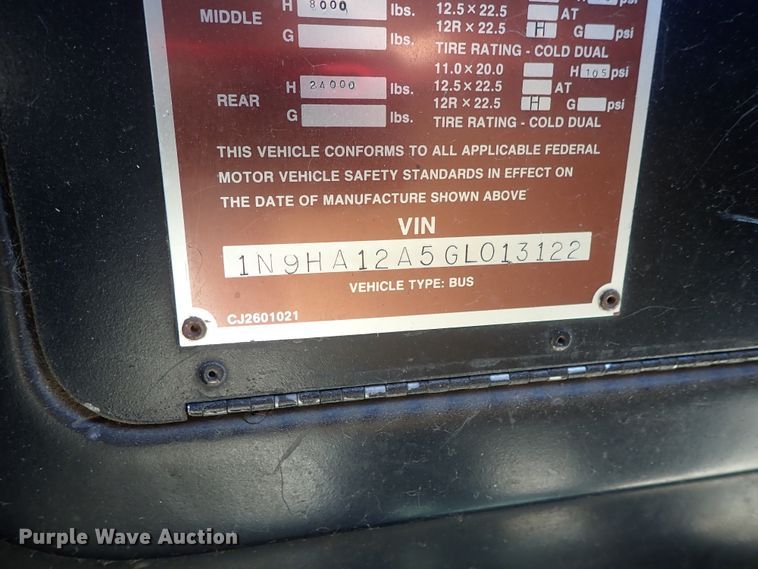 MIDDLE
H 8000 lbs.
G lbs.
12.5 × 22.5 AT
12R × 22.5 H G psi
TIRE RATING - COLD DUAL
REAR
H 24000 lbs.
G lbs.
11.0 × 20.0 H 105 psi
12.5 × 22.5 AT
12R × 22.5 H G psi
TIRE RATING - COLD DUAL
THIS VEHICLE CONFORMS TO ALL APPLICABLE FEDERAL
MOTOR VEHICLE SAFETY STANDARDS IN EFFECT ON
THE DATE OF MANUFACTURE SHOWN ABOVE
VIN
1N9HA12A5GL013122
VEHICLE TYPE: BUS
CJ2601021
Purple Wave Auction